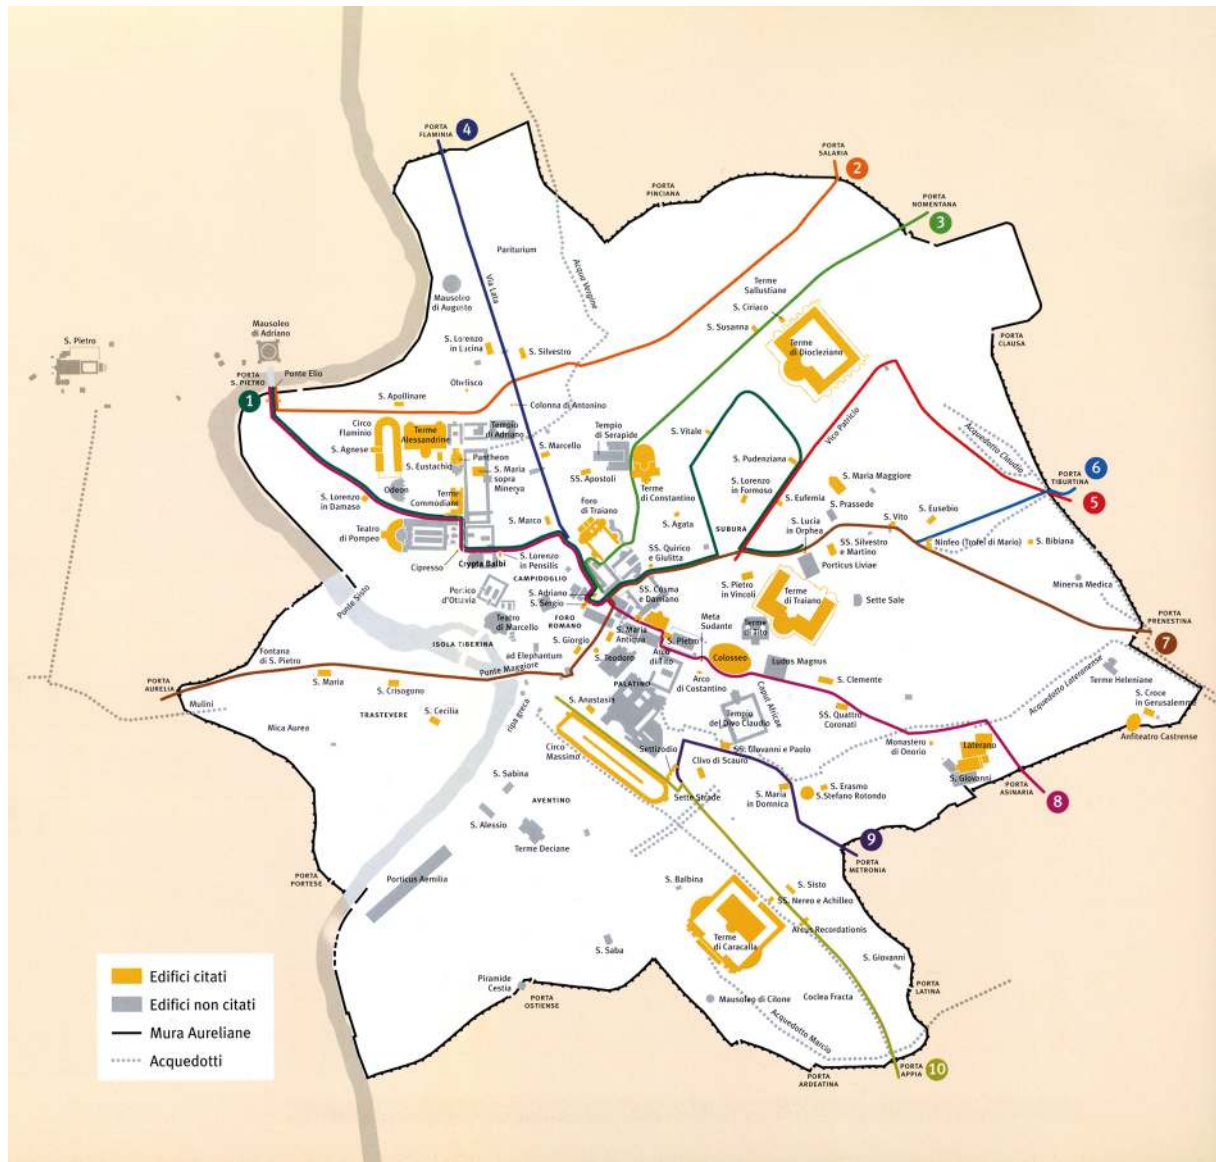 PORTA
FLAMINIA
4
PORTA
SALARIA
2
PORTA
PINCIANA
PORTA
NOMENTANA
3
Pariturium
Acqua Vergine
Via Lata
Mausoleo
di Augusto
Terme
Sallustiane
S. Ciriaco
S. Susanna
Terme
di Diocleziano
PORTA
CLAUSA
S. Pietro
Mausoleo
di Adriano
PORTA
S. PIETRO
Ponte Elio
1
S. Lorenzo
in Lucina
S. Silvestro
Obelisco
S. Apollinare
Colonna di Antonino
Circo
Flaminio
Terme
Alessandrine
Tempio
di Adriano
S. Agnese
S. Eustachio
Pantheon
S. Marcello
Tempio
di Serapide
S. Vitale
Vico Patricio
Acquedotto Claudio
PORTA
TIBURTINA
6
5
S. Maria
sopra
Minerva
SS. Apostoli
Terme
di Constantino
S. Pudenziana
S. Lorenzo
in Formoso
S. Maria Maggiore
Odeon
S. Lorenzo
in Damaso
Terme
Commodiane
Foro
di Traiano
S. Eufemia
S. Prassede
S. Marco
S. Agata
SUBURA
S. Lucia
in Orphea
S. Vito
S. Eusebio
Teatro
di Pompeo
Cipresso
Crypta Balbi
S. Lorenzo
in Pensilis
SS. Quirico
e Giulitta
SS. Silvestro
e Martino
Ninfeo (Trofei di Mario)
S. Bibiana
Porticus Liviae
CAMPIDOGLIO
Portico
d'Ottavia
S. Adriano
S. Sergio
SS. Cosma
e Damiano
S. Pietro
in Vincoli
Terme
di Traiano
Sette Sale
Minerva Medica
Ponte Sisto
Teatro
di Marcello
FORO
ROMANO
Meta
Sudante
Terme
di Tito
PORTA
PRENESTINA
7
ISOLA TIBERINA
S. Giorgio
S. Maria
Antiqua
S. Pietro
Arco
di Tito
Colosseo
Ludus Magnus
Fontana
di S. Pietro
ad Elephantum
S. Teodoro
Ponte Maggiore
PALATINO
Arco
di Costantino
S. Clemente
Acquedotto Lateranense
Terme Heleniane
PORTA
AURELIA
S. Maria
S. Crisogono
Mulini
TRASTEVERE
S. Cecilia
Mica Aurea
ripa greca
S. Anastasia
Caput Africae
Tempio
del Divo Claudio
SS. Quattro
Coronati
S. Croce
in Gerusalemme
Anfiteatro Castrense
Circo
Massimo
Settizodio
SS. Giovanni e Paolo
Clivo di Scauro
Monastero
di Onorio
Laterano
S. Giovanni
S. Sabina
Sette Strade
S. Maria
in Domnica
S. Erasmo
S.Stefano Rotondo
PORTA
ASINARIA
8
AVENTINO
S. Alessio
Terme Deciane
9
PORTA
METRONIA
PORTA
PORTESE
Porticus Aemilia
S. Balbina
S. Sisto
SS. Nereo e Achilleo
Arcus Recordationis
Terme
di Caracalla
S. Saba
S. Giovanni
Piramide
Cestia
PORTA
OSTIENSE
Mausoleo di Cilone
Coclea Fracta
PORTA
LATINA
Acquedotto Marcio
PORTA
ARDEATINA
PORTA
APPIA
10
Edifici citati
Edifici non citati
Mura Aureliane
Acquedotti